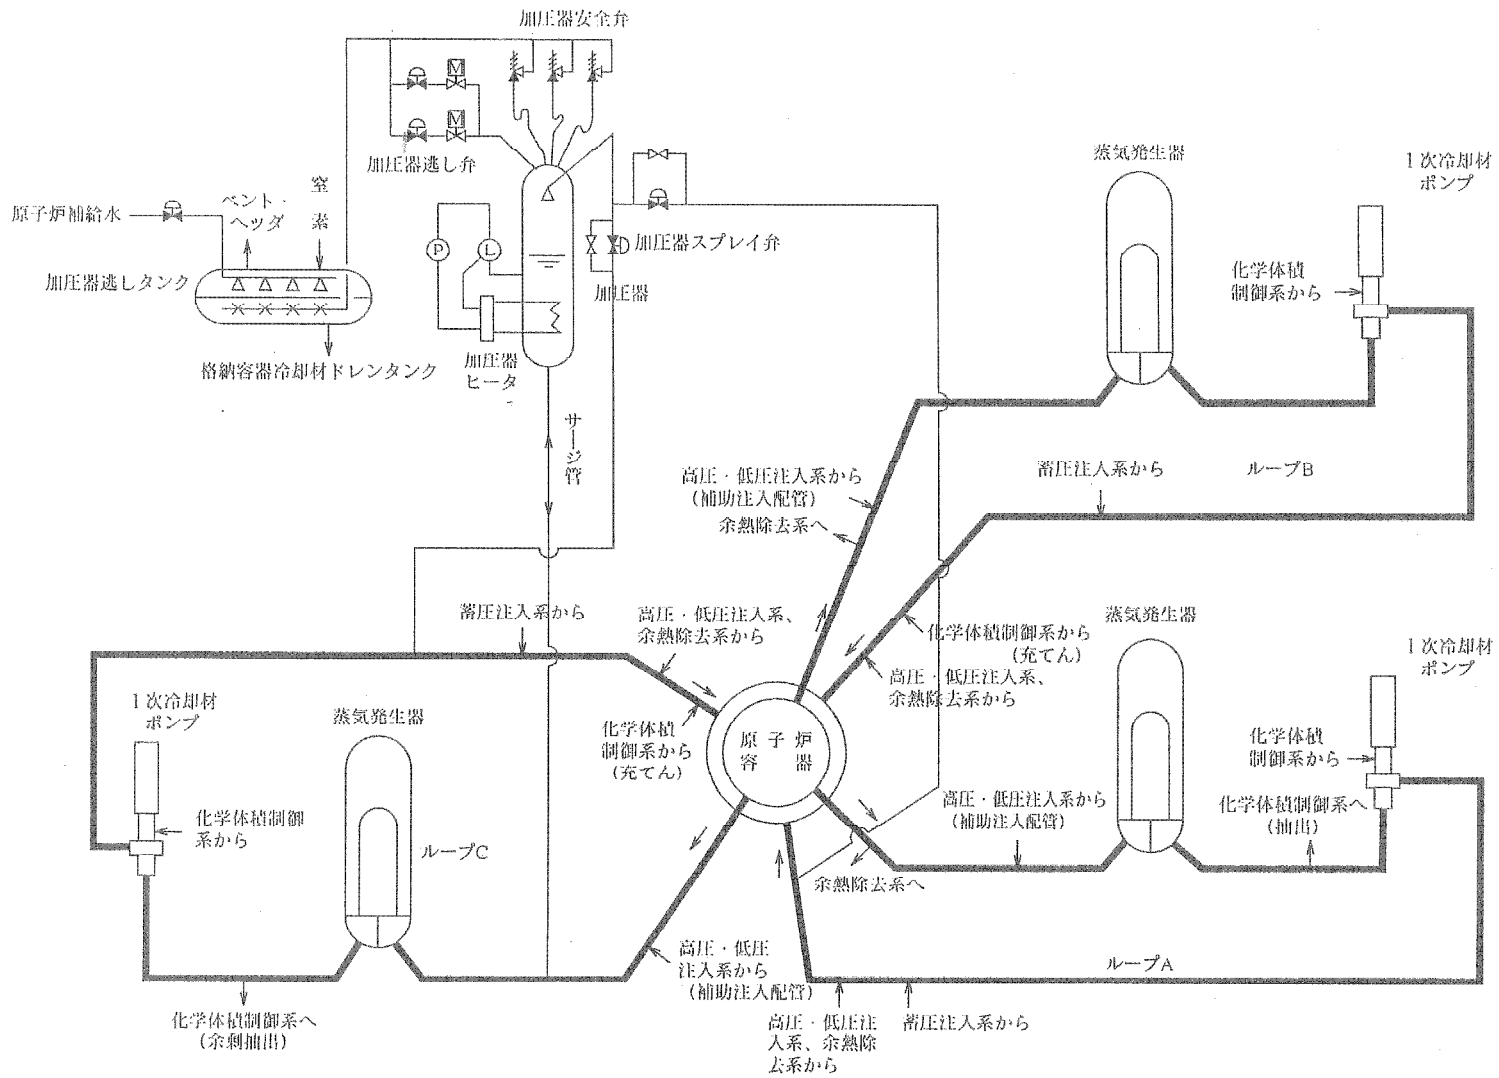 加圧器安全弁
M
M
加圧器逃し弁
窒
素
ベント・
ヘッダ
原子炉補給水
加圧器逃しタンク
格納容器冷却材ドレンタンク
P
L
加圧器スプレイ弁
加圧器
加圧器
ヒータ
サージ管
蒸気発生器
1次冷却材
ポンプ
化学体積
制御系から
高圧・低圧注入系から
(補助注入配管)
余熱除去系へ
蓄圧注入系から
ループB
蓄圧注入系から
高圧・低圧注入系、
余熱除去系から
化学体積制御系から
(充てん)
高圧・低圧注入系、
余熱除去系から
蒸気発生器
1次冷却材
ポンプ
1次冷却材
ポンプ
蒸気発生器
化学体積
制御系から
(充てん)
原子炉
容器
化学体積
制御系から
化学体積制御
系から
ループC
高圧・低圧注入系から
(補助注入配管)
化学体積制御系へ
(抽出)
余熱除去系へ
高圧・低圧
注入系から
(補助注入配管)
ループA
化学体積制御系へ
(余剰抽出)
高圧・低圧注
入系、余熱除
去系から
蓄圧注入系から